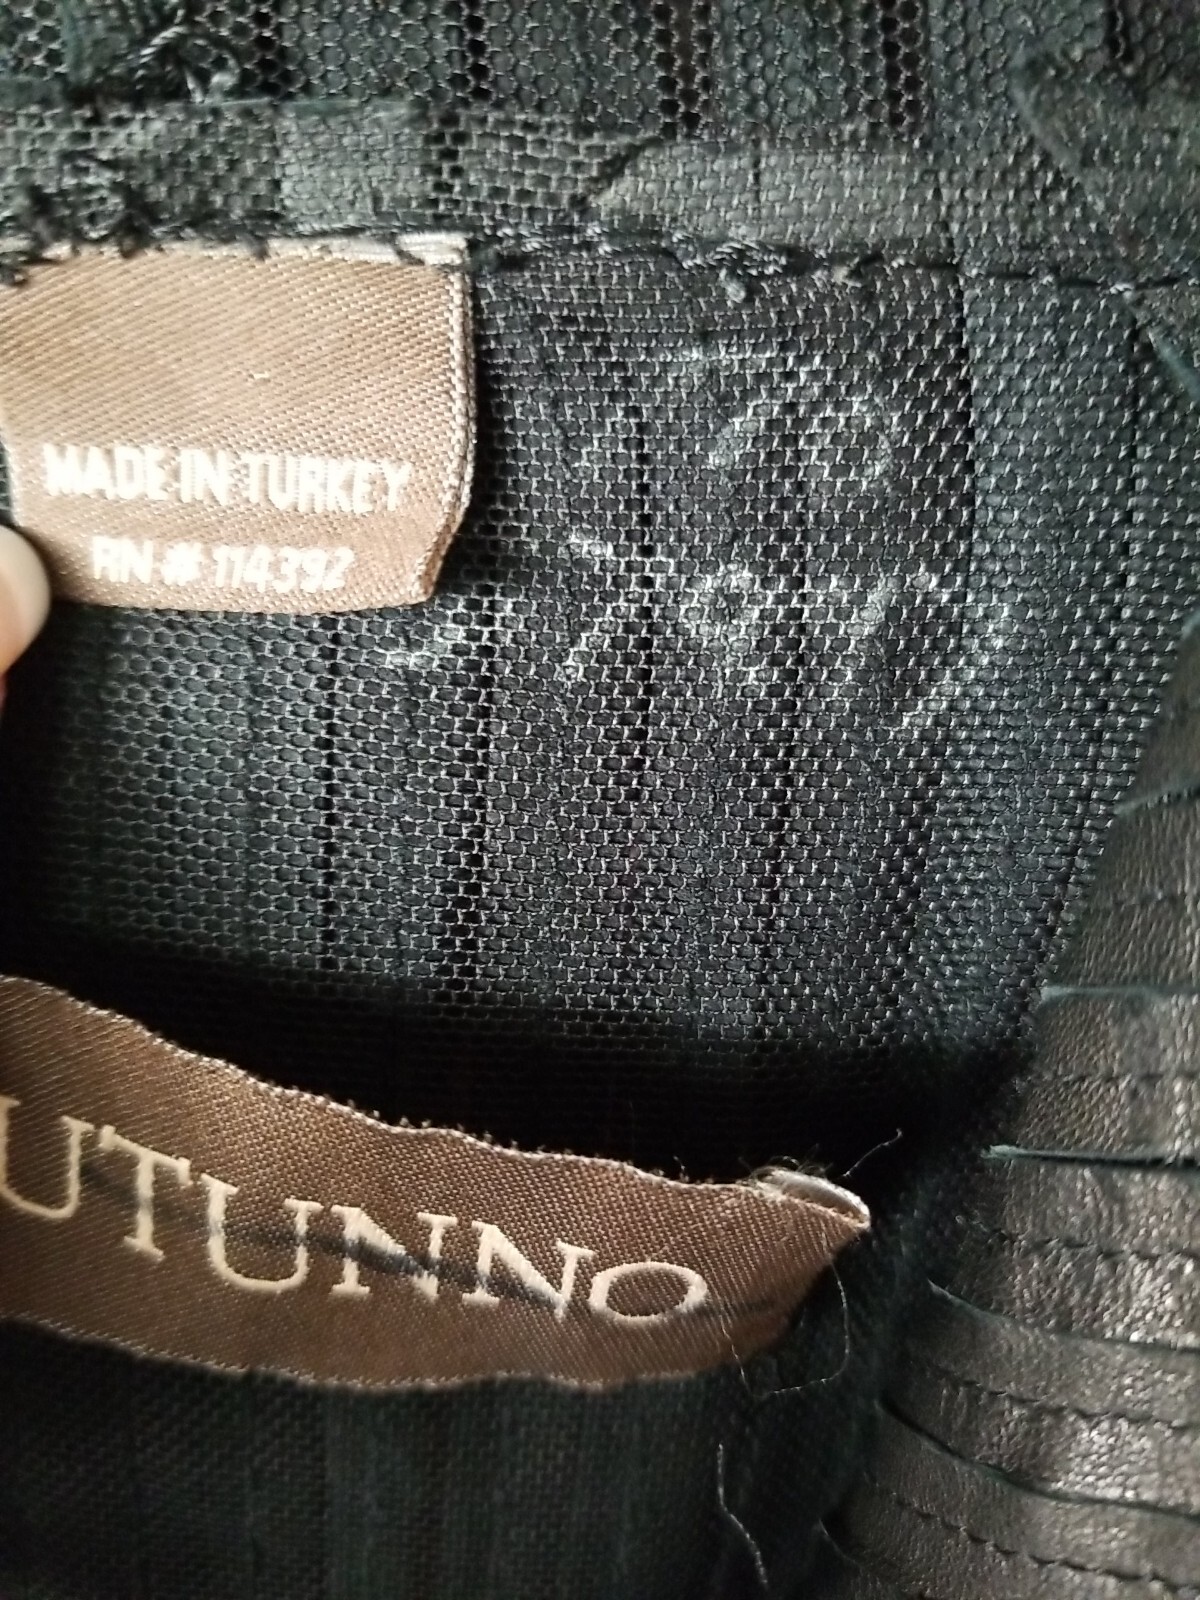 MADE IN TURKEY
RN # 114392
UTUNNO